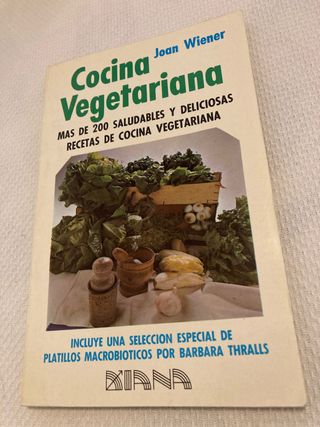 Cocina Joan Wiener
Vegetariana
MAS DE 200 SALUDABLES Y DELICIOSAS
RECETAS DE COCINA VEGETARIANA
INCLUYE UNA SELECCION ESPECIAL DE
PLATILLOS MACROBIOTICOS POR BARBARA THRALLS
DIANA